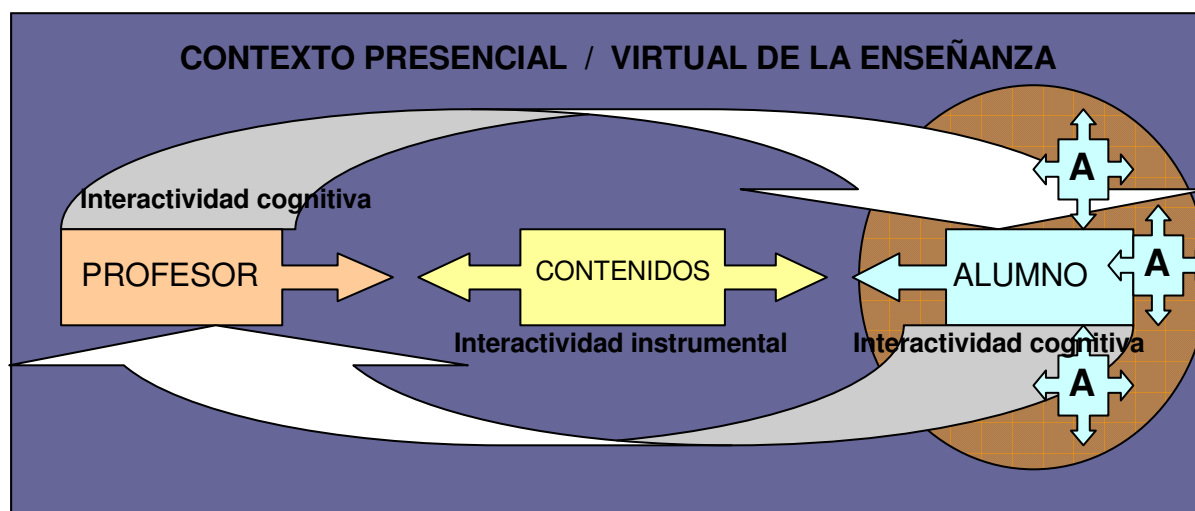 CONTEXTO PRESENCIAL / VIRTUAL DE LA ENSEÑANZA
A
Interactividad cognitiva
PROFESOR
CONTENIDOS
ALUMNO
A
Interactividad instrumental
Interactividad cognitiva
A